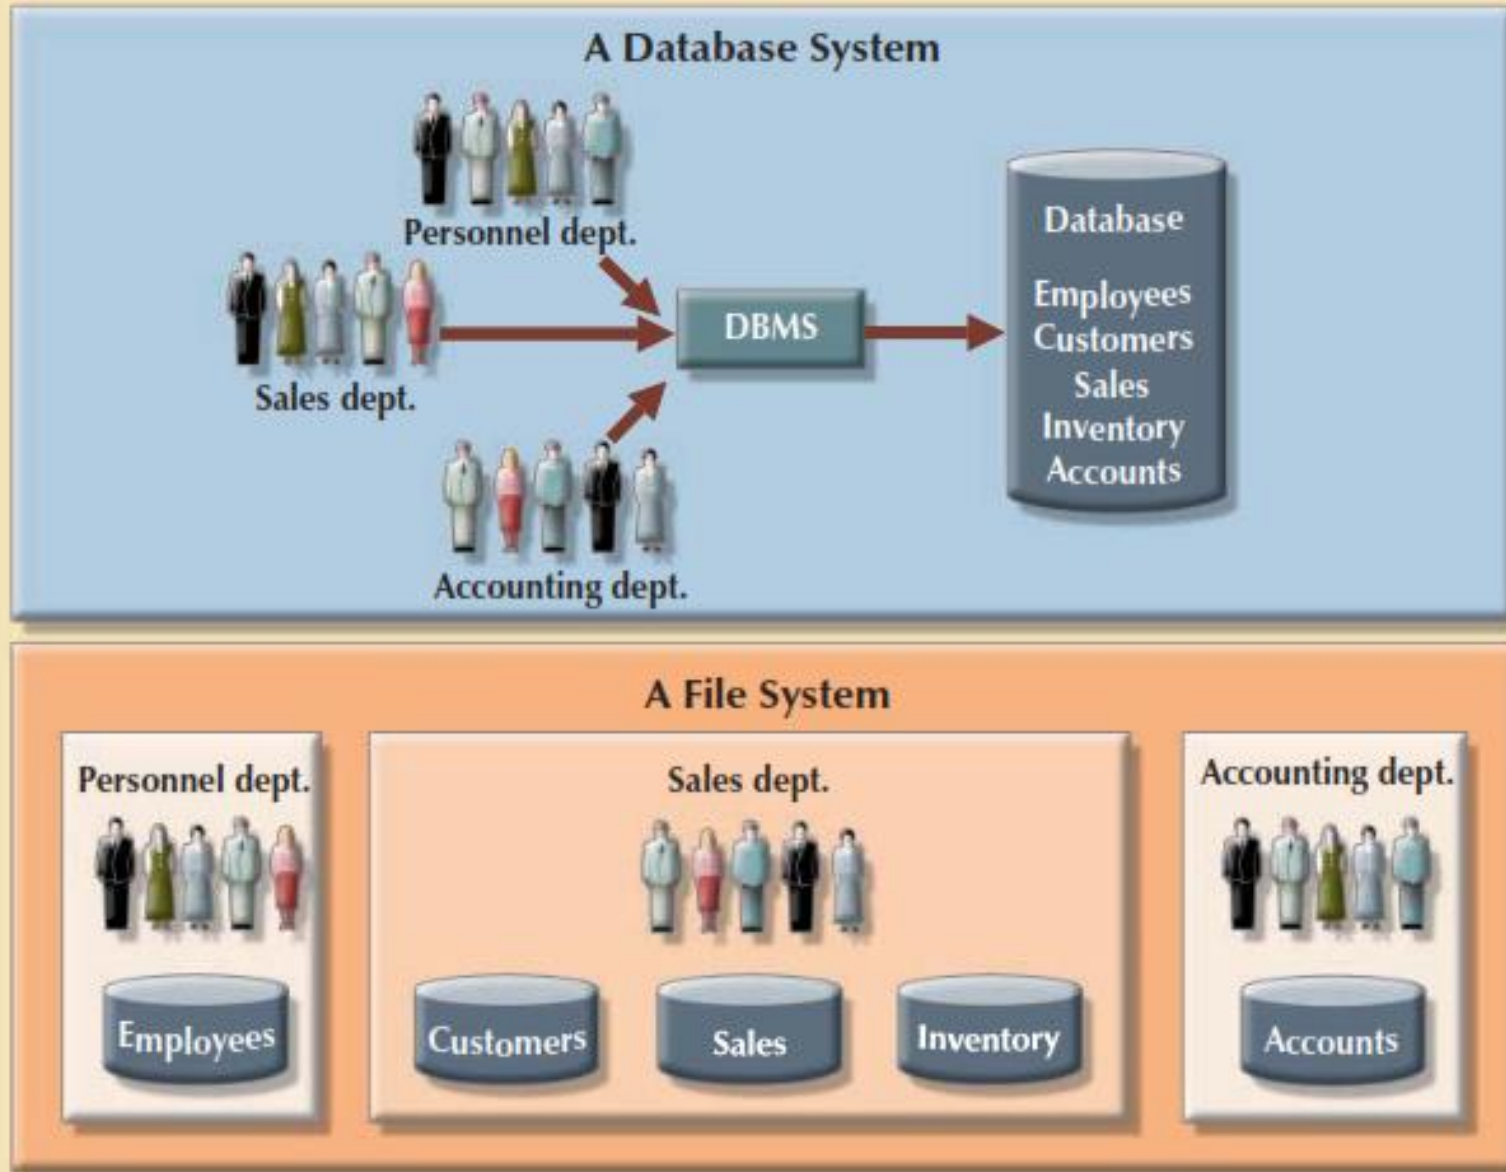 A Database System
Personnel dept.
Sales dept.
Accounting dept.
DBMS
Database
Employees
Customers
Sales
Inventory
Accounts
A File System
Personnel dept.
Employees
Sales dept.
Customers
Sales
Inventory
Accounting dept.
Accounts